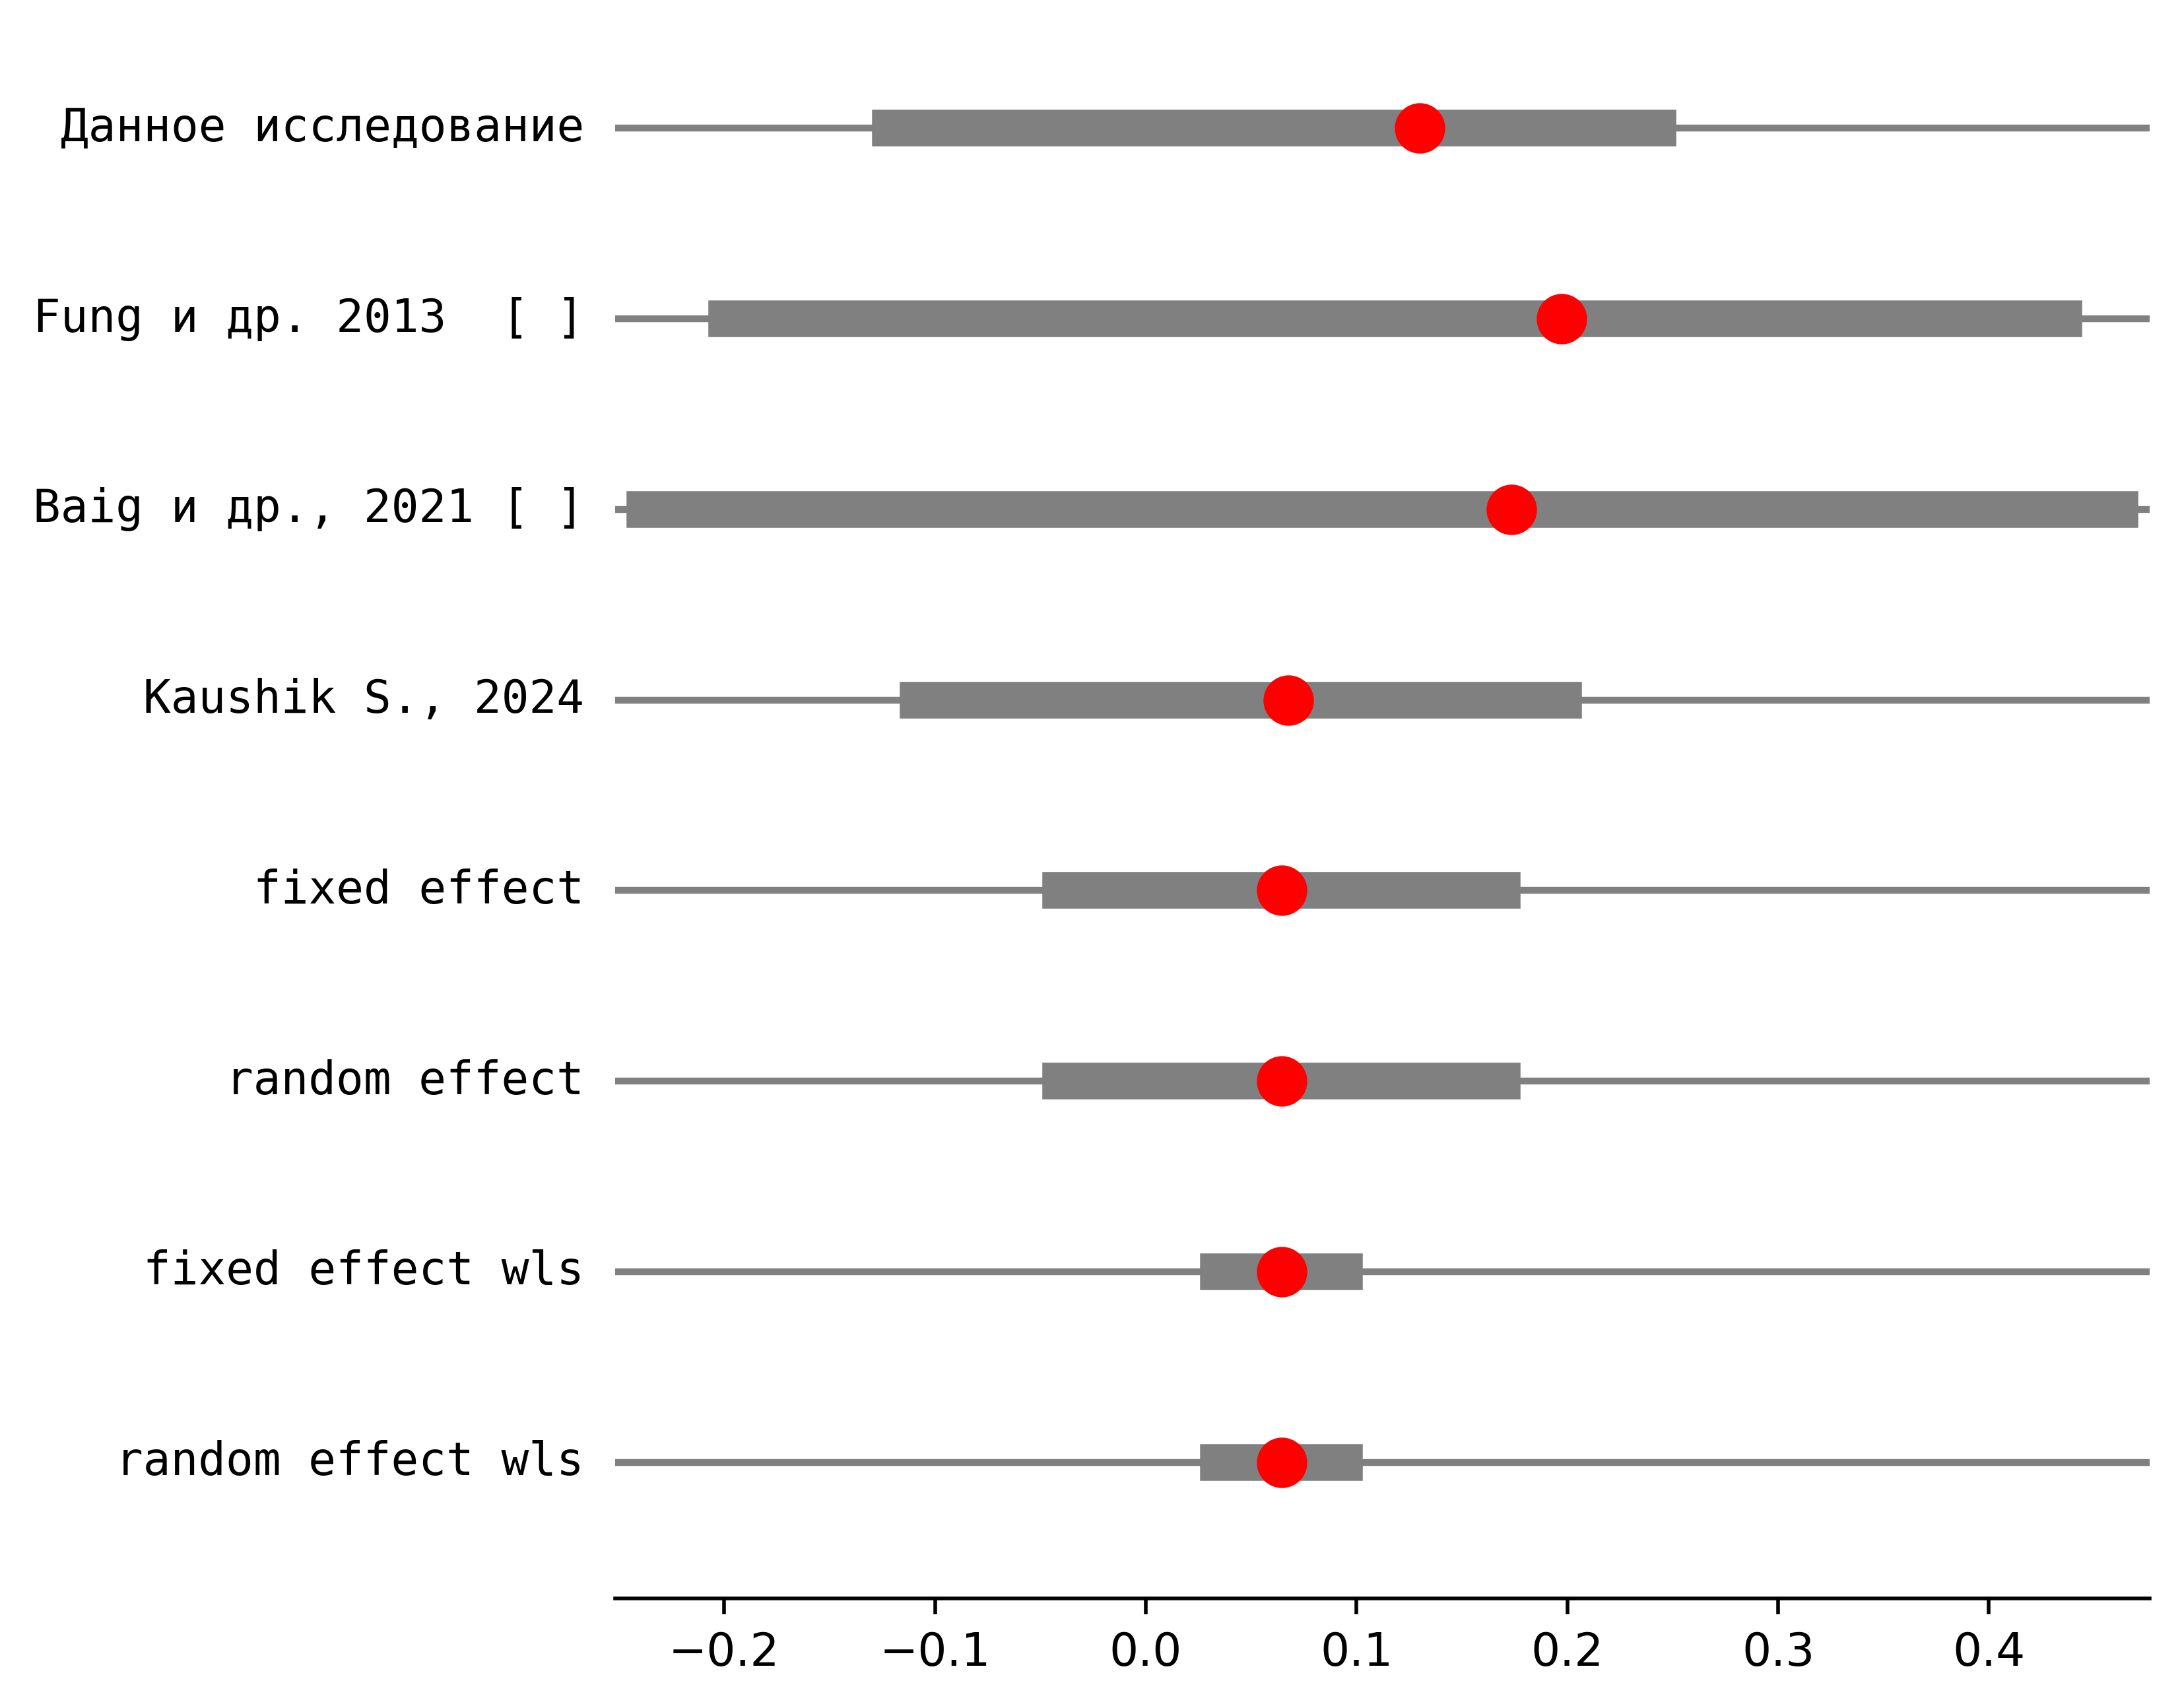 Данное исследование
Fung и др. 2013  [ ]
Baig и др., 2021 [ ]
Kaushik S., 2024
fixed effect
random effect
fixed effect wls
random effect wls
−0.2 −0.1 0.0 0.1 0.2 0.3 0.4